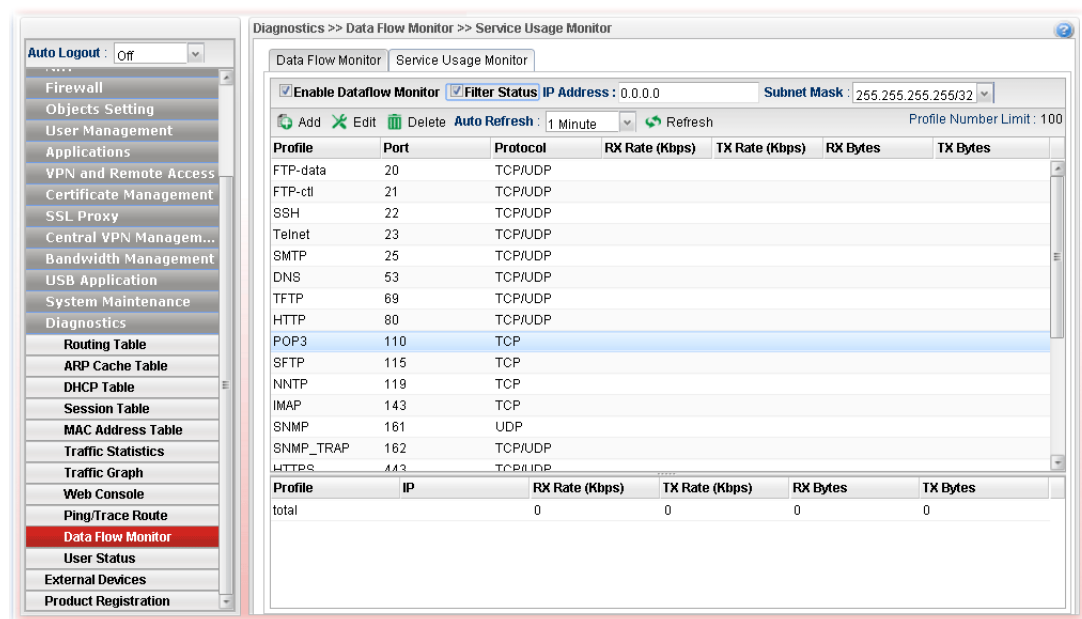 Diagnostics >> Data Flow Monitor >> Service Usage Monitor
Auto Logout : Off
Firewall
Objects Setting
User Management
Applications
VPN and Remote Access
Certificate Management
SSL Proxy
Central VPN Managem...
Bandwidth Management
USB Application
System Maintenance
Diagnostics
Routing Table
ARP Cache Table
DHCP Table
Session Table
MAC Address Table
Traffic Statistics
Traffic Graph
Web Console
Ping/Trace Route
Data Flow Monitor
User Status
External Devices
Product Registration
Data Flow Monitor Service Usage Monitor
Enable Dataflow Monitor Filter Status IP Address : 0.0.0.0 Subnet Mask : 255.255.255.255/32
Add Edit Delete Auto Refresh : 1 Minute Refresh Profile Number Limit : 100
Profile Port Protocol RX Rate (Kbps) TX Rate (Kbps) RX Bytes TX Bytes
FTP-data 20 TCP/UDP
FTP-ctl 21 TCP/UDP
SSH 22 TCP/UDP
Telnet 23 TCP/UDP
SMTP 25 TCP/UDP
DNS 53 TCP/UDP
TFTP 69 TCP/UDP
HTTP 80 TCP/UDP
POP3 110 TCP
SFTP 115 TCP
NNTP 119 TCP
IMAP 143 TCP
SNMP 161 UDP
SNMP_TRAP 162 TCP/UDP
HTTPS 443 TCP/UDP
Profile IP RX Rate (Kbps) TX Rate (Kbps) RX Bytes TX Bytes
total 0 0 0 0